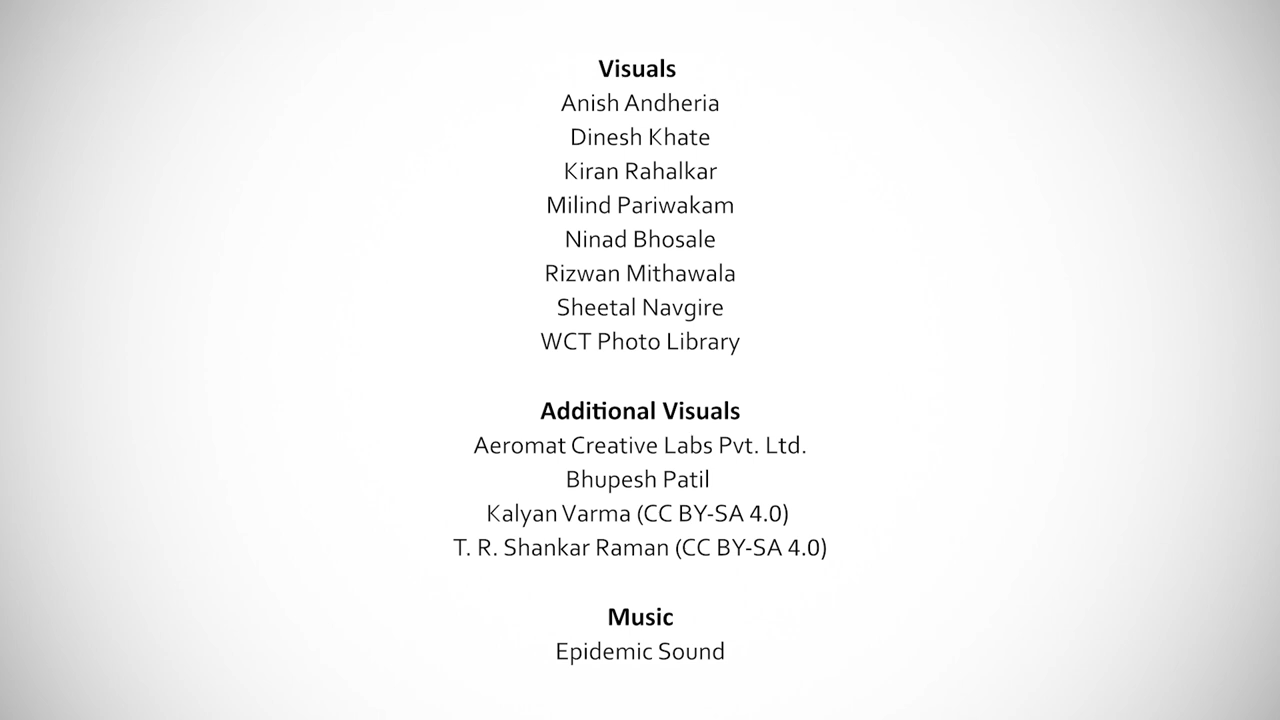 Visuals
Anish Andheria
Dinesh Khate
Kiran Rahalkar
Milind Pariwakam
Ninad Bhosale
Rizwan Mithawala
Sheetal Navgire
WCT Photo Library
Additional Visuals
Aeromat Creative Labs Pvt. Ltd.
Bhupesh Patil
Kalyan Varma (CC BY-SA 4.0)
T. R. Shankar Raman (CC BY-SA 4.0)
Music
Epidemic Sound